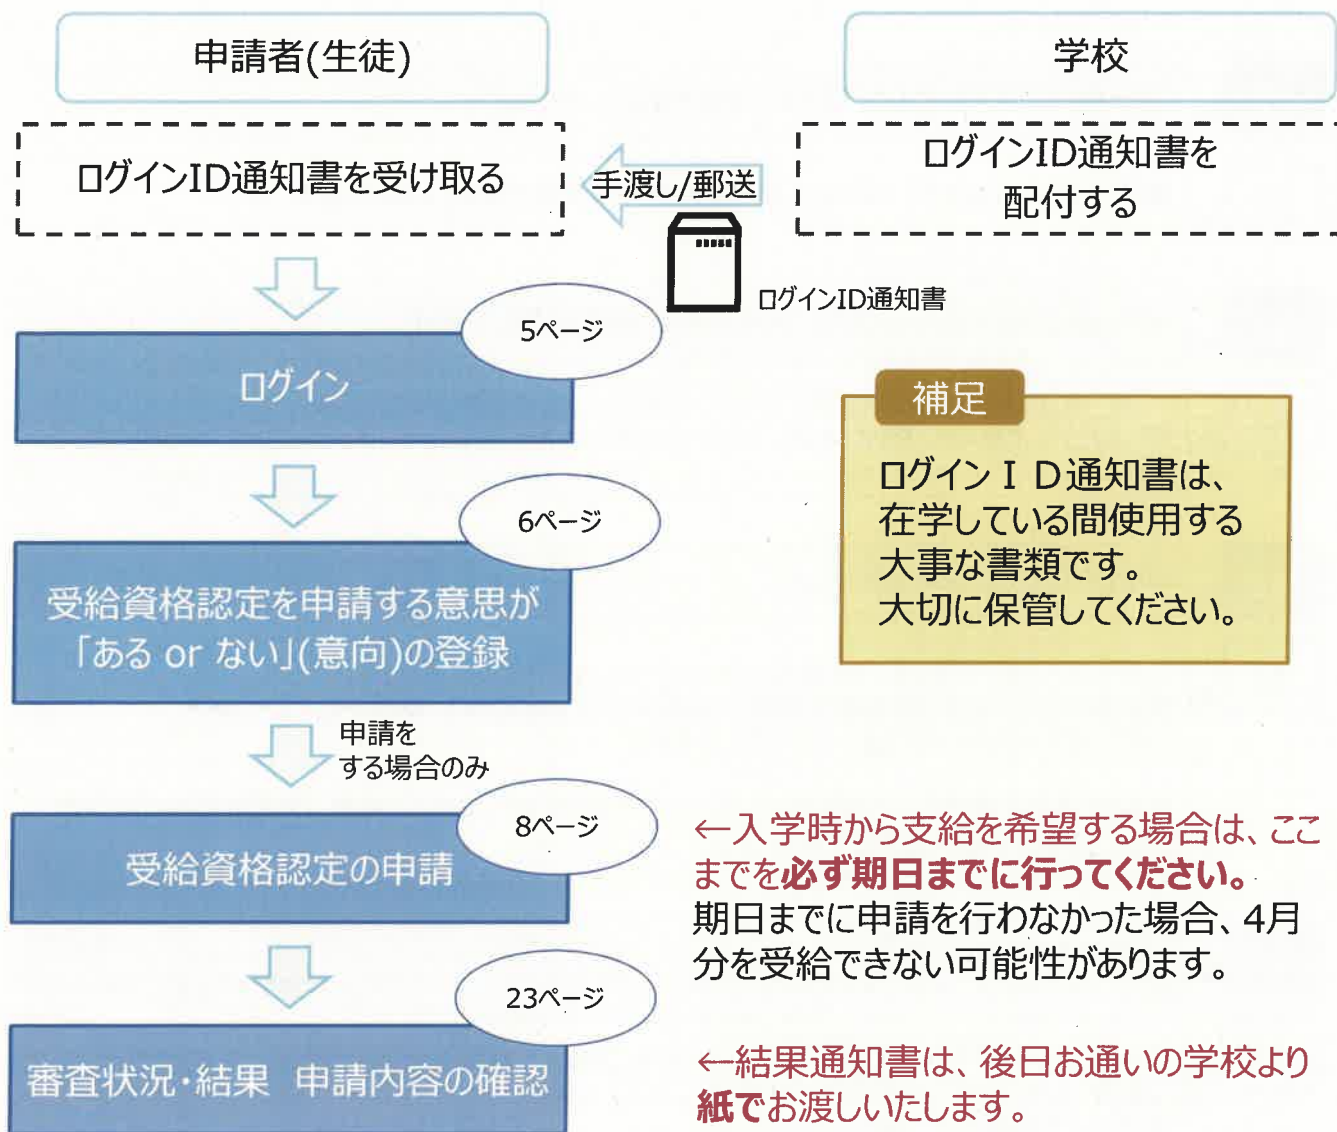 申請者(生徒)
学校
ログインID通知書を受け取る
手渡し/郵送
ログインID通知書を
配付する
ログインID通知書
5ページ
ログイン
補足
ログインＩＤ通知書は、
在学している間使用する
大事な書類です。
大切に保管してください。
6ページ
受給資格認定を申請する意思が
「ある or ない」(意向)の登録
申請を
する場合のみ
8ページ
受給資格認定の申請
←入学時から支給を希望する場合は、ここ
までを必ず期日までに行ってください。
期日までに申請を行わなかった場合、4月
分を受給できない可能性があります。
23ページ
審査状況・結果 申請内容の確認
←結果通知書は、後日お通いの学校より
紙でお渡しいたします。